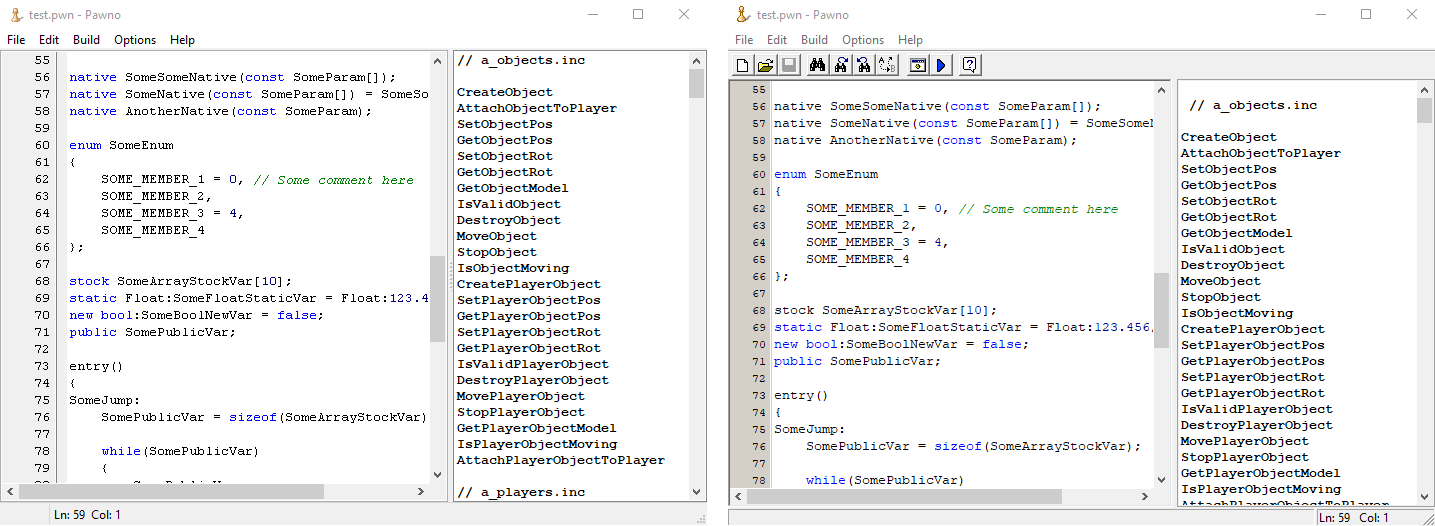 test.pwn - Pawno
File Edit Build Options Help
55
56 native SomeSomeNative(const SomeParam[]);
57 native SomeNative(const SomeParam[]) = SomeSo
58 native AnotherNative(const SomeParam);
59
60 enum SomeEnum
61 {
62 SOME_MEMBER_1 = 0, // Some comment here
63 SOME_MEMBER_2,
64 SOME_MEMBER_3 = 4,
65 SOME_MEMBER_4
66 };
67
68 stock SomeArrayStockVar[10];
69 static Float:SomeFloatStaticVar = Float:123.4
70 new bool:SomeBoolNewVar = false;
71 public SomePublicVar;
72
73 entry()
74 {
75 SomeJump:
76 SomePublicVar = sizeof(SomeArrayStockVar)
77
78 while(SomePublicVar)
79 {
// a_objects.inc
CreateObject
AttachObjectToPlayer
SetObjectPos
GetObjectPos
SetObjectRot
GetObjectRot
GetObjectModel
IsValidObject
DestroyObject
MoveObject
StopObject
IsObjectMoving
CreatePlayerObject
SetPlayerObjectPos
GetPlayerObjectPos
SetPlayerObjectRot
GetPlayerObjectRot
IsValidPlayerObject
DestroyPlayerObject
MovePlayerObject
StopPlayerObject
GetPlayerObjectModel
IsPlayerObjectMoving
AttachPlayerObjectToPlayer
// a_players.inc
Ln: 59 Col: 1
test.pwn - Pawno
File Edit Build Options Help
55
56 native SomeSomeNative(const SomeParam[]);
57 native SomeNative(const SomeParam[]) = SomeSomeN
58 native AnotherNative(const SomeParam);
59
60 enum SomeEnum
61 {
62 SOME_MEMBER_1 = 0, // Some comment here
63 SOME_MEMBER_2,
64 SOME_MEMBER_3 = 4,
65 SOME_MEMBER_4
66 };
67
68 stock SomeArrayStockVar[10];
69 static Float:SomeFloatStaticVar = Float:123.456,
70 new bool:SomeBoolNewVar = false;
71 public SomePublicVar;
72
73 entry()
74 {
75 SomeJump:
76 SomePublicVar = sizeof(SomeArrayStockVar);
77
78 while(SomePublicVar)
// a_objects.inc
CreateObject
AttachObjectToPlayer
SetObjectPos
GetObjectPos
SetObjectRot
GetObjectRot
GetObjectModel
IsValidObject
DestroyObject
MoveObject
StopObject
IsObjectMoving
CreatePlayerObject
SetPlayerObjectPos
GetPlayerObjectPos
SetPlayerObjectRot
GetPlayerObjectRot
IsValidPlayerObject
DestroyPlayerObject
MovePlayerObject
StopPlayerObject
GetPlayerObjectModel
IsPlayerObjectMoving
AttachPlayerObjectToPlayer
Ln: 59 Col: 1